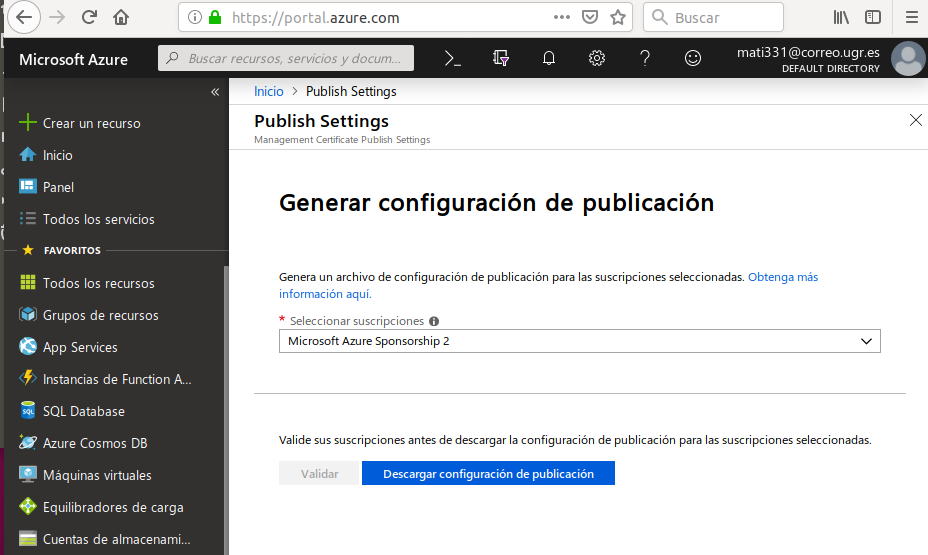 https://portal.azure.com
Buscar
Microsoft Azure
Buscar recursos, servicios y docum...
mati331@correo.ugr.es
DEFAULT DIRECTORY
Crear un recurso
Inicio
Panel
Todos los servicios
FAVORITOS
Todos los recursos
Grupos de recursos
App Services
Instancias de Function A...
SQL Database
Azure Cosmos DB
Máquinas virtuales
Equilibradores de carga
Cuentas de almacenami...
Inicio > Publish Settings
Publish Settings
Management Certificate Publish Settings
Generar configuración de publicación
Genera un archivo de configuración de publicación para las suscripciones seleccionadas. Obtenga más
información aquí.
* Seleccionar suscripciones
Microsoft Azure Sponsorship 2
Valide sus suscripciones antes de descargar la configuración de publicación para las suscripciones seleccionadas.
Validar
Descargar configuración de publicación